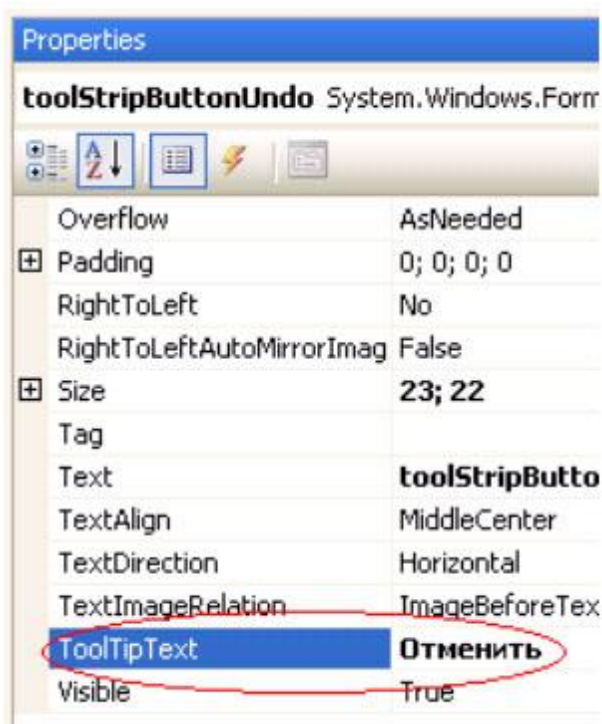 Properties
toolStripButtonUndo System.Windows.Form
Overflow AsNeeded
Padding 0; 0; 0; 0
RightToLeft No
RightToLeftAutoMirrorImag False
Size 23; 22
Tag
Text toolStripButto
TextAlign MiddleCenter
TextDirection Horizontal
TextImageRelation ImageBeforeTex
ToolTipText Отменить
Visible True